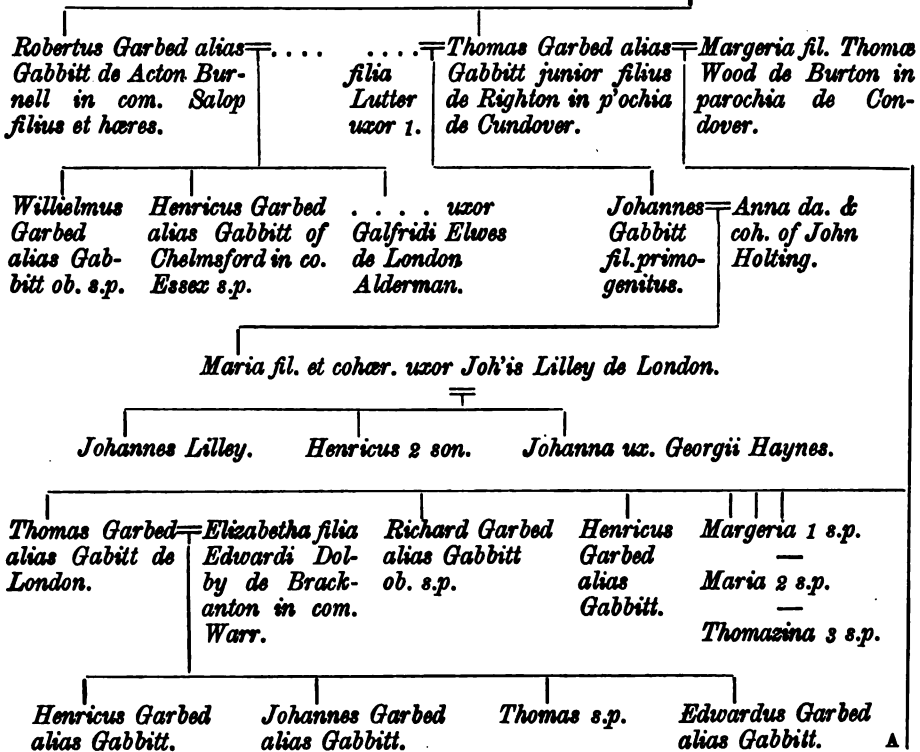 Robertus Garbed alias=. . . .
Gabbitt de Acton Bur-
nell in com. Salop
filius et hæres.
. . . .=Thomas Garbed alias=Margeria fil. Thomæ
filia
Lutter
uxor 1.
Gabbitt junior filius
de Righton in p'ochia
de Cundover.
Wood de Burton in
parochia de Con-
dover.
Willielmus
Garbed
alias Gab-
bitt ob. s.p.
Henricus Garbed
alias Gabbitt of
Chelmsford in co.
Essex s.p.
. . . . uxor
Galfridi Elwes
de London
Alderman.
Johannes=Anna da. &
Gabbitt
fil. primo-
genitus.
coh. of John
Holting.
Maria fil. et cohær. uxor Joh'is Lilley de London.
=
Johannes Lilley.
Henricus 2 son.
Johanna ux. Georgii Haynes.
Thomas Garbed=Elizabetha filia
alias Gabitt de
London.
Edwardi Dol-
by de Brack-
anton in com.
Warr.
Richard Garbed
alias Gabbitt
ob. s.p.
Henricus
Garbed
alias
Gabbitt.
Margeria 1 s.p.
—
Maria 2 s.p.
—
Thomazina 3 s.p.
Henricus Garbed
alias Gabbitt.
Johannes Garbed
alias Gabbitt.
Thomas s.p.
Edwardus Garbed
alias Gabbitt.
A